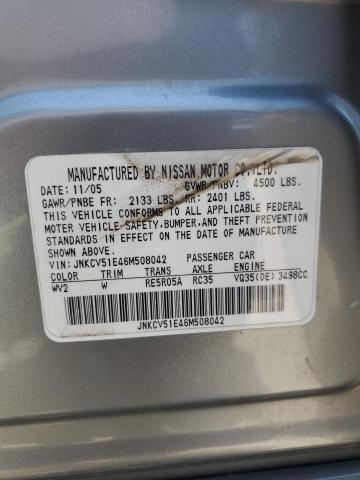 MANUFACTURED BY NISSAN MOTOR CO.,LTD.
DATE: 11/05 GVWR/PNBV: 4500 LBS.
GAWR/PNBE FR: 2133 LBS. RR: 2401 LBS.
THIS VEHICLE CONFORMS TO ALL APPLICABLE FEDERAL
MOTOR VEHICLE-SAFETY,BUMPER,AND THEFT PREVENTION
STANDARDS IN EFFECT ON THE DATE OF MANUFACTURE
SHOWN ABOVE.
VIN:JNKCV51E46M508042 PASSENGER CAR
COLOR TRIM TRANS AXLE ENGINE
WV2 W RE5R05A RC35 VQ35(DE) 3498CC
JNKCV51E46M508042